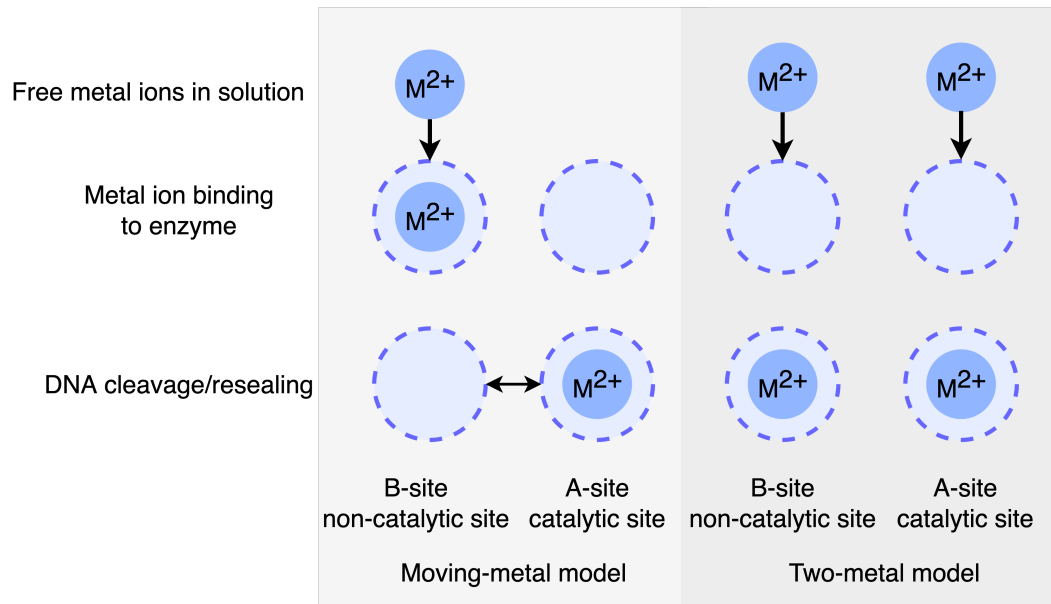 Free metal ions in solution
M2+
M2+
M2+
Metal ion binding
to enzyme
M2+
DNA cleavage/resealing
M2+
M2+
M2+
B-site
non-catalytic site
A-site
catalytic site
B-site
non-catalytic site
A-site
catalytic site
Moving-metal model
Two-metal model